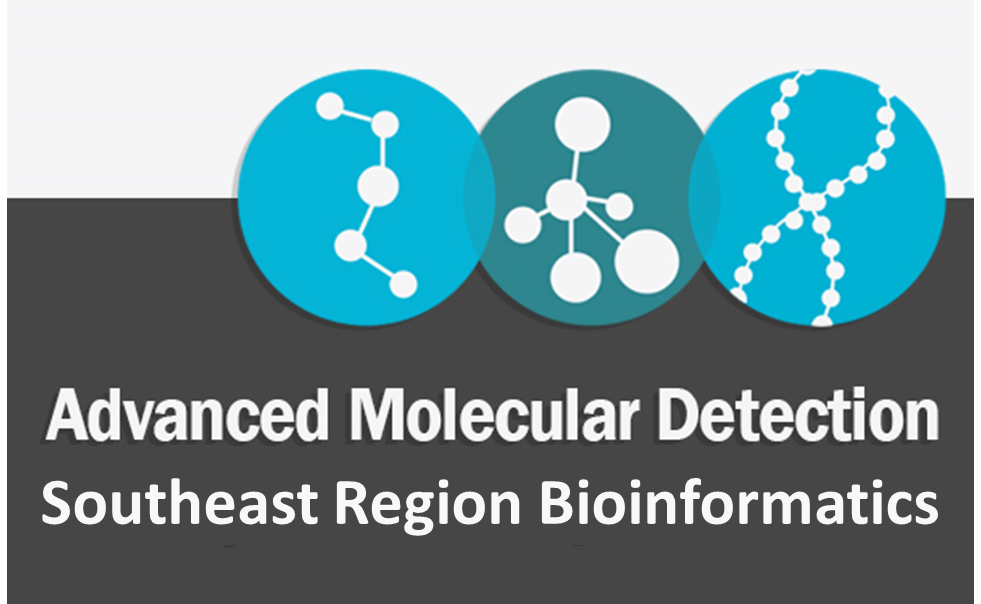 Advanced Molecular Detection
Southeast Region Bioinformatics